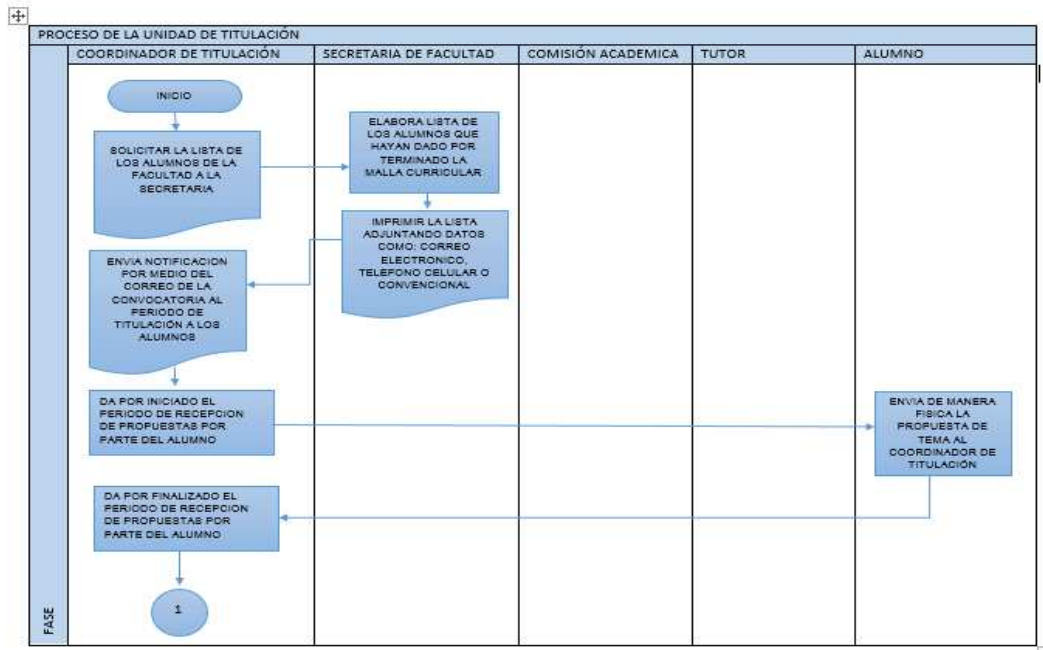 PROCESO DE LA UNIDAD DE TITULACIÓN
COORDINADOR DE TITULACIÓN
SECRETARIA DE FACULTAD
COMISIÓN ACADEMICA
TUTOR
ALUMNO
INICIO
SOLICITAR LA LISTA DE
LOS ALUMNOS DE LA
FACULTAD A LA
SECRETARIA
ELABORA LISTA DE
LOS ALUMNOS QUE
HAYAN DADO POR
TERMINADO LA
MALLA CURRICULAR
IMPRIMIR LA LISTA
ADJUNTANDO DATOS
COMO: CORREO
ELECTRONICO,
TELEFONO CELULAR O
CONVENCIONAL
ENVIA NOTIFICACION
POR MEDIO DEL
CORREO DE LA
CONVOCATORIA AL
PERIODO DE
TITULACIÓN A LOS
ALUMNOS
DA POR INICIADO EL
PERIODO DE RECEPCION
DE PROPUESTAS POR
PARTE DEL ALUMNO
ENVIA DE MANERA
FISICA LA
PROPUESTA DE
TEMA AL
COORDINADOR DE
TITULACIÓN
DA POR FINALIZADO EL
PERIODO DE RECEPCION
DE PROPUESTAS POR
PARTE DEL ALUMNO
1
FASE